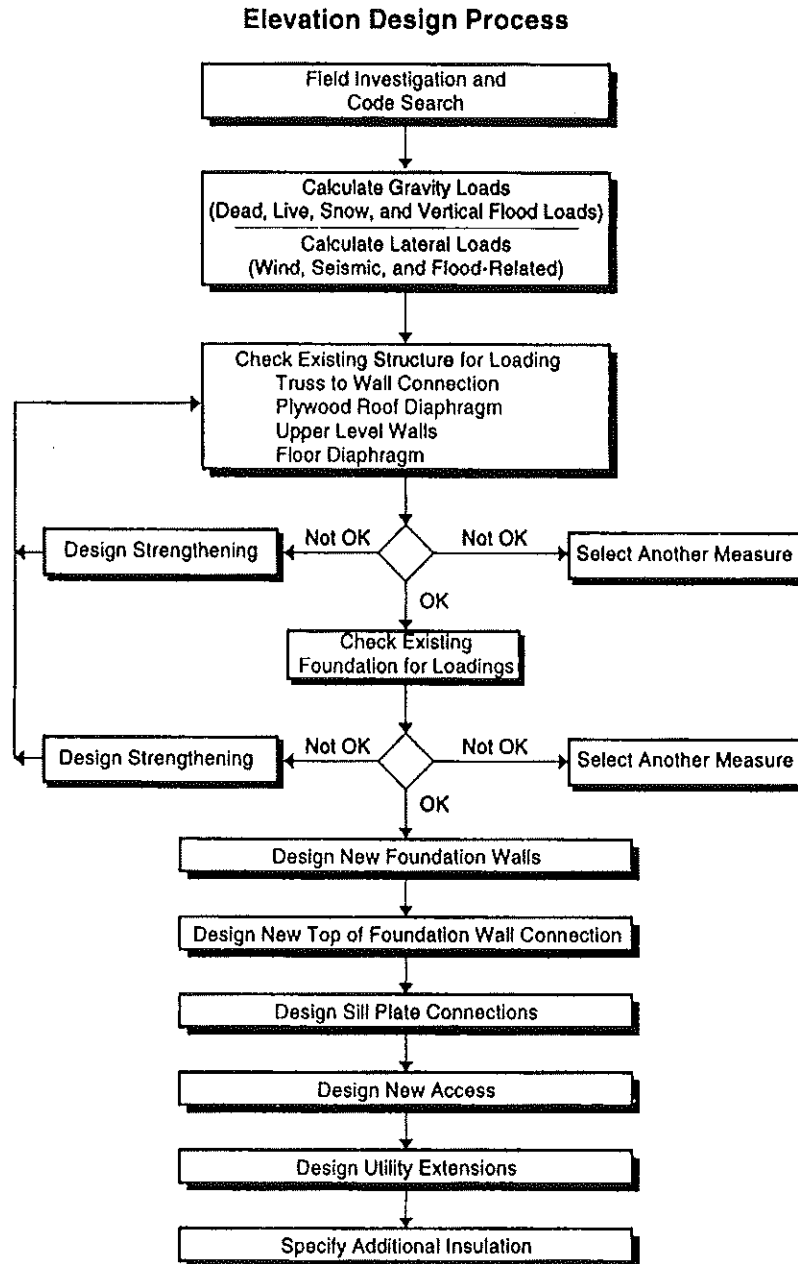 Elevation Design Process
Field Investigation and
Code Search
Calculate Gravity Loads
(Dead, Live, Snow, and Vertical Flood Loads)
Calculate Lateral Loads
(Wind, Seismic, and Flood-Related)
Check Existing Structure for Loading
Truss to Wall Connection
Plywood Roof Diaphragm
Upper Level Walls
Floor Diaphragm
Design Strengthening
Not OK
Not OK
Select Another Measure
OK
Check Existing
Foundation for Loadings
Design Strengthening
Not OK
Not OK
Select Another Measure
OK
Design New Foundation Walls
Design New Top of Foundation Wall Connection
Design Sill Plate Connections
Design New Access
Design Utility Extensions
Specify Additional Insulation